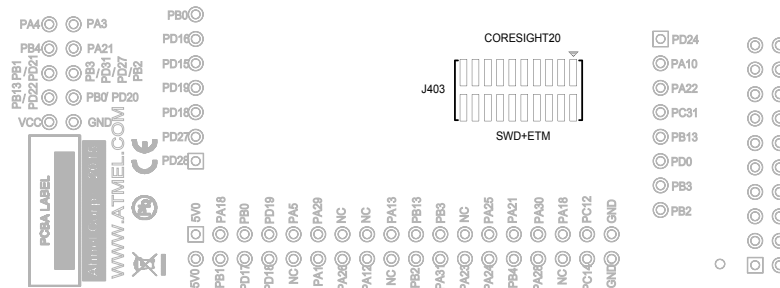 PA4 PA3
PB4 PA21
PB1/PD21 PB3/PD31/PD27/PB2
PB13/PD22 PB0/ PD20
VCC GND
PCBA LABEL
WWW.ATMEL.COM
CE
Pb
PB0
PD16
PD15
PD19
PD18
PD27
PD28
CORESIGHT20
J403
SWD+ETM
PD24
PA10
PA22
PC31
PB13
PD0
PB3
PB2
5V0 PA18 PB0 PD19 PA5 PA29 NC NC PA13 PB13 PB3 NC PA25 PA21 PA30 PA18 PC12 GND
5V0 PB1 PD17 PD18 NC PA1 PA26 PA12 NC PB2 PA31 PA23 PA24 PB4 PA28 NC PC14 GND